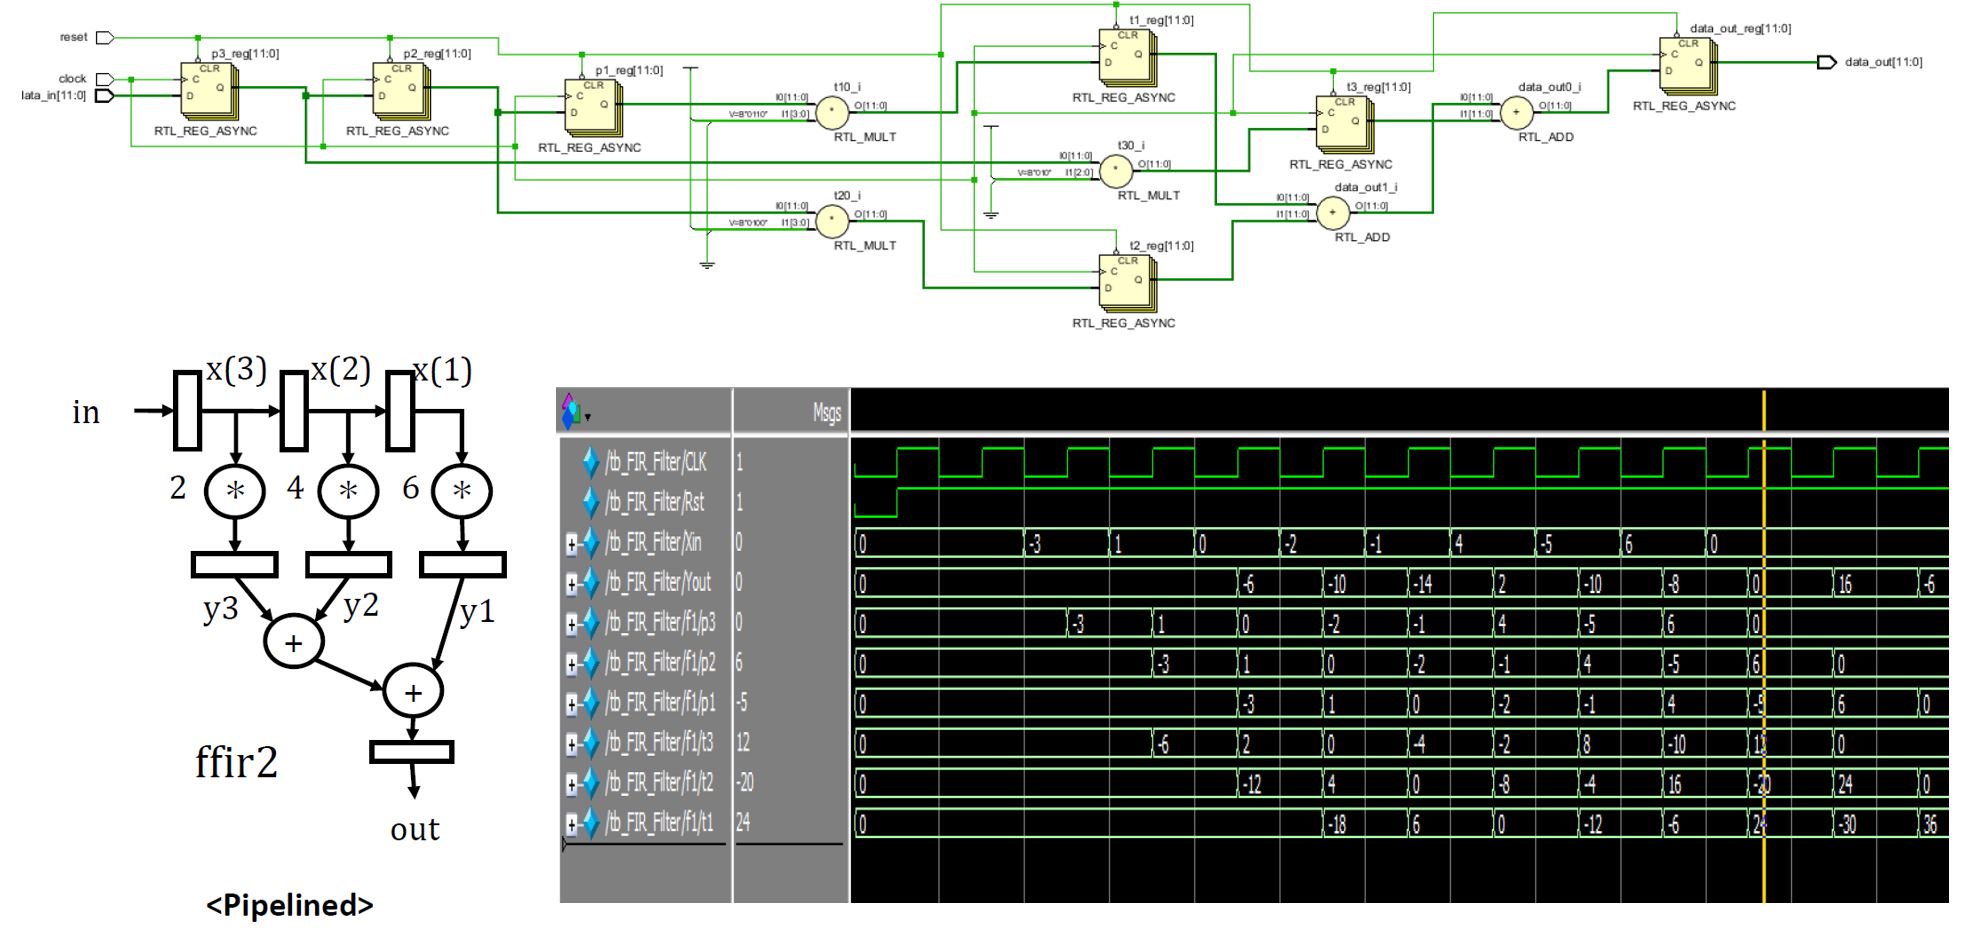 reset
clock
lata_in[11:0]
p3_reg[11:0]
CLR
C
Q
D
RTL_REG_ASYNC
p2_reg[11:0]
CLR
C
Q
D
RTL_REG_ASYNC
p1_reg[11:0]
CLR
C
Q
D
RTL_REG_ASYNC
t10_i
I0[11:0]
V=B"0110" I1[3:0]
*
O[11:0]
RTL_MULT
t20_i
I0[11:0]
V=B"0100" I1[3:0]
*
O[11:0]
RTL_MULT
t1_reg[11:0]
CLR
C
Q
D
RTL_REG_ASYNC
t30_i
I0[11:0]
V=B"010" I1[2:0]
*
O[11:0]
RTL_MULT
t2_reg[11:0]
CLR
C
Q
D
RTL_REG_ASYNC
t3_reg[11:0]
CLR
C
Q
D
RTL_REG_ASYNC
data_out1_i
I0[11:0]
I1[11:0]
+
O[11:0]
RTL_ADD
data_out0_i
I0[11:0]
I1[11:0]
+
O[11:0]
RTL_ADD
data_out_reg[11:0]
CLR
C
Q
D
RTL_REG_ASYNC
data_out[11:0]
x(3) x(2) x(1)
in
2 * 4 * 6 *
y3 y2 y1
+
+
ffir2
out
<Pipelined>
Msgs
/tb_FIR_Filter/CLK 1
/tb_FIR_Filter/Rst 1
/tb_FIR_Filter/Xin 0 0 -3 1 0 -2 -1 4 -5 6 0
/tb_FIR_Filter/Yout 0 0 -6 -10 -14 2 -10 -8 0 16 -6
/tb_FIR_Filter/f1/p3 0 0 -3 1 0 -2 -1 4 -5 6 0
/tb_FIR_Filter/f1/p2 6 0 -3 1 0 -2 -1 4 -5 6 0
/tb_FIR_Filter/f1/p1 -5 0 -3 1 0 -2 -1 4 -5 6 0
/tb_FIR_Filter/f1/t3 12 0 -6 2 0 -4 -2 8 -10 12 0
/tb_FIR_Filter/f1/t2 -20 0 -12 4 0 -8 -4 16 -20 24 0
/tb_FIR_Filter/f1/t1 24 0 -18 6 0 -12 -6 24 -30 36